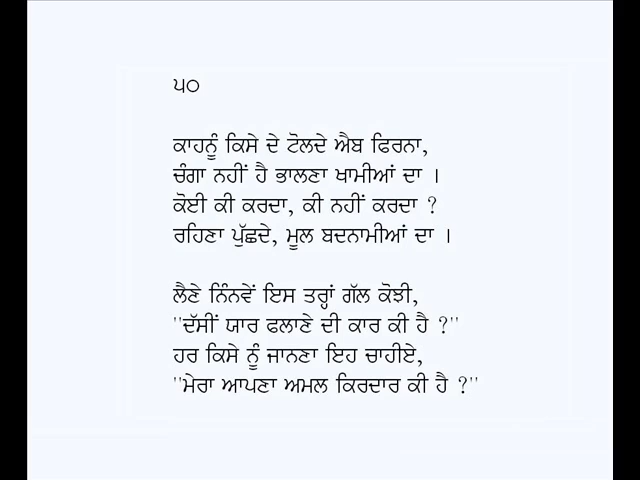 ੫੦
ਕਾਹਨੂੰ ਕਿਸੇ ਦੇ ਟੋਲਦੇ ਐਬ ਫਿਰਨਾ,
ਚੰਗਾ ਨਹੀਂ ਹੈ ਭਾਲਣਾ ਖਾਮੀਆਂ ਦਾ ।
ਕੋਈ ਕੀ ਕਰਦਾ, ਕੀ ਨਹੀਂ ਕਰਦਾ ?
ਰਹਿਣਾ ਪੁੱਛਦੇ, ਮੂਲ ਬਦਨਾਮੀਆਂ ਦਾ ।
ਲੈਣੇ ਨਿੰਨਵੇਂ ਇਸ ਤਰ੍ਹਾਂ ਗੱਲ ਕੋਝੀ,
"ਦੱਸੀਂ ਯਾਰ ਫਲਾਣੇ ਦੀ ਕਾਰ ਕੀ ਹੈ ?"
ਹਰ ਕਿਸੇ ਨੂੰ ਜਾਨਣਾ ਇਹ ਚਾਹੀਏ,
"ਮੇਰਾ ਆਪਣਾ ਅਮਲ ਕਿਰਦਾਰ ਕੀ ਹੈ ?"